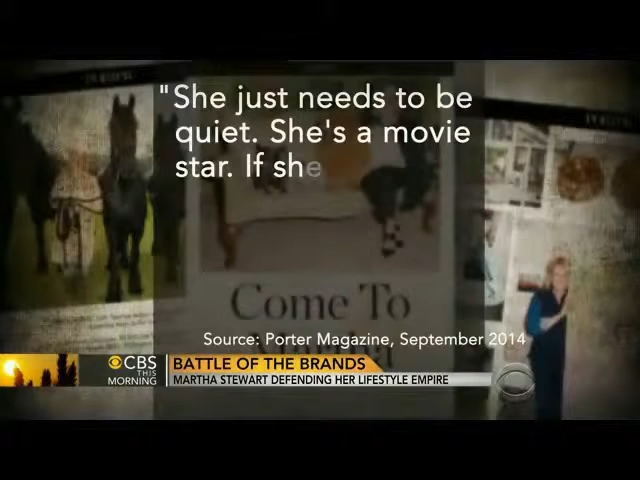 "She just needs to be
quiet. She's a movie
star. If she
Come To
Source: Porter Magazine, September 2014
CBS
THIS
MORNING
BATTLE OF THE BRANDS
MARTHA STEWART DEFENDING HER LIFESTYLE EMPIRE